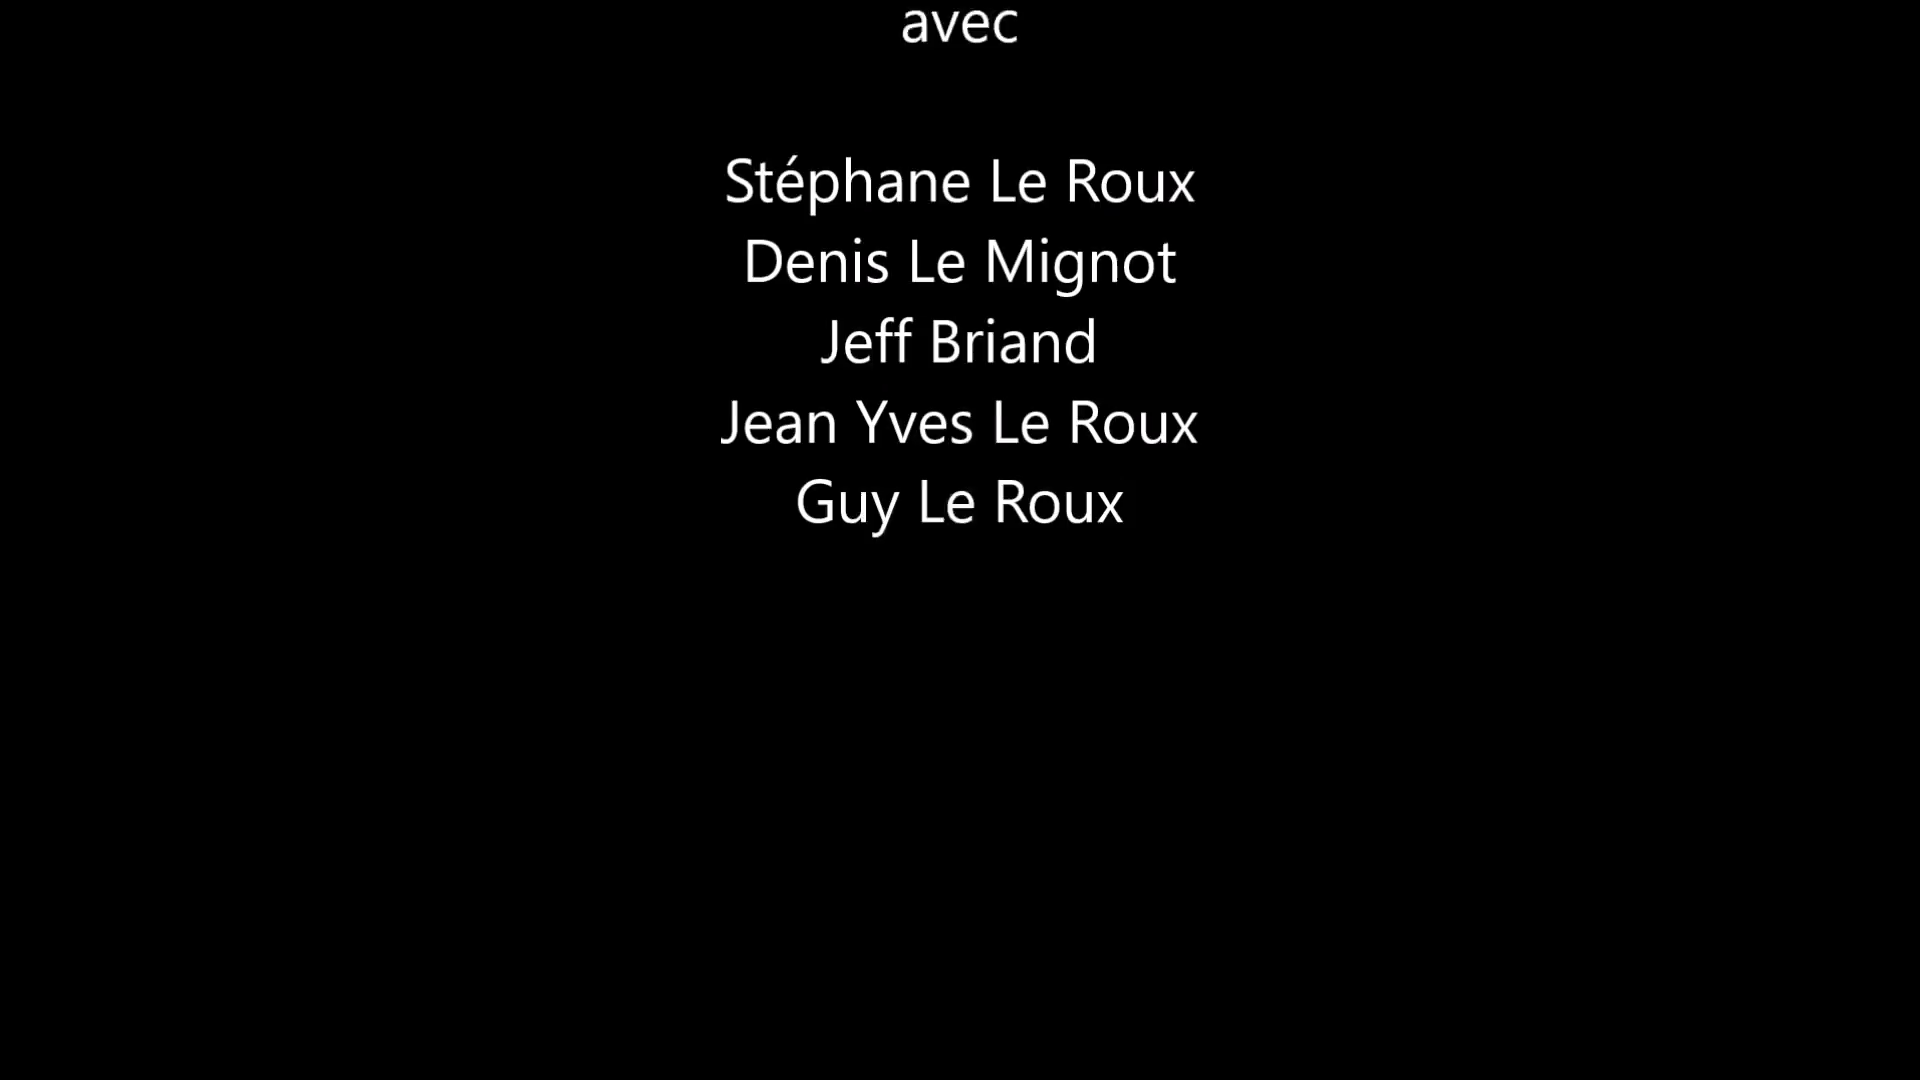 avec
Stéphane Le Roux
Denis Le Mignot
Jeff Briand
Jean Yves Le Roux
Guy Le Roux